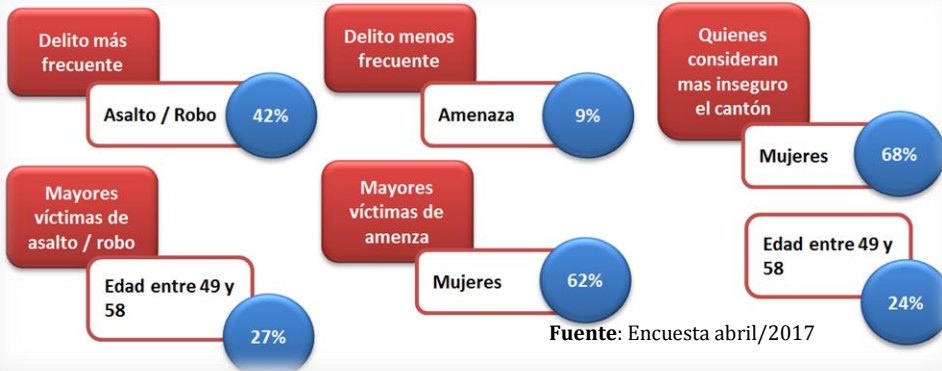 Delito más
frecuente
Asalto / Robo
42%
Delito menos
frecuente
Amenaza
9%
Quienes
consideran
mas inseguro
el cantón
Mujeres
68%
Edad entre 49 y
58
24%
Mayores
víctimas de
asalto / robo
Edad entre 49 y
58
27%
Mayores
víctimas de
amenza
Mujeres
62%
Fuente: Encuesta abril/2017